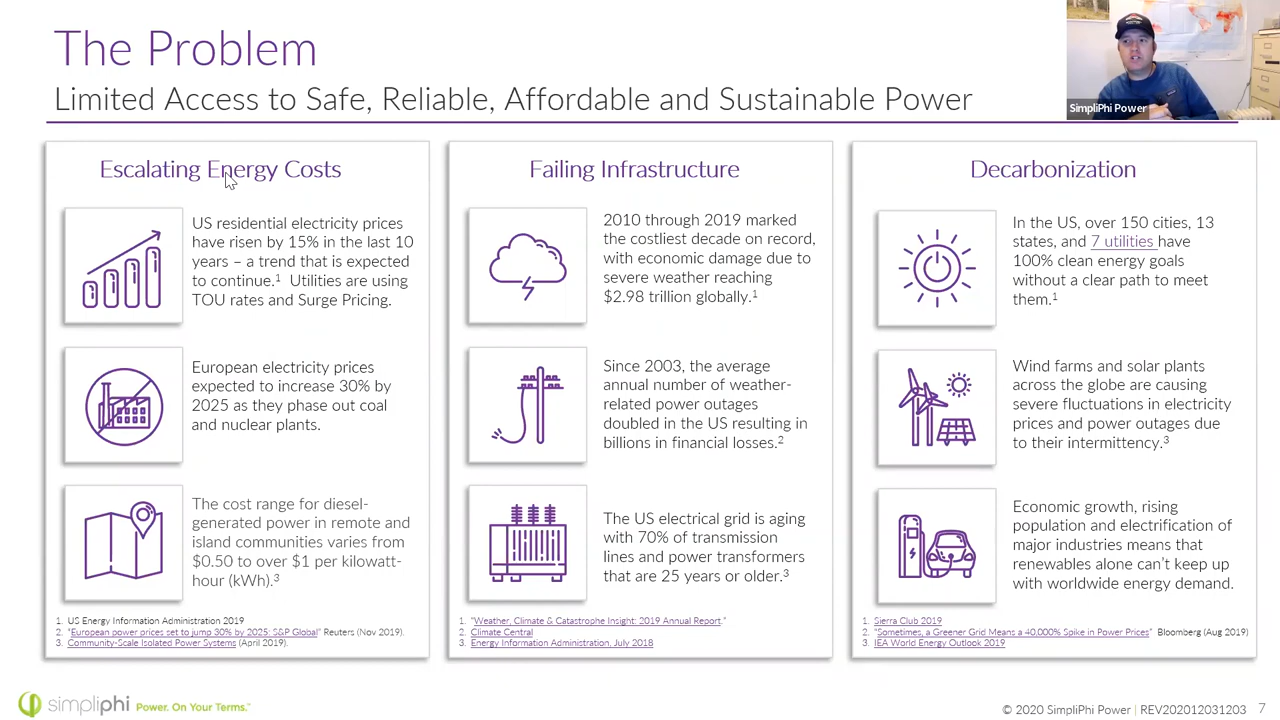 The Problem
Limited Access to Safe, Reliable, Affordable and Sustainable Power
SimpliPhi Power
Escalating Energy Costs
US residential electricity prices
have risen by 15% in the last 10
years – a trend that is expected
to continue.¹ Utilities are using
TOU rates and Surge Pricing.
European electricity prices
expected to increase 30% by
2025 as they phase out coal
and nuclear plants.
The cost range for diesel-
generated power in remote and
island communities varies from
$0.50 to over $1 per kilowatt-
hour (kWh).³
1. US Energy Information Administration 2019
2. "European power prices set to jump 30% by 2025: S&P Global" Reuters (Nov 2019).
3. Community-Scale Isolated Power Systems (April 2019).
Failing Infrastructure
2010 through 2019 marked
the costliest decade on record,
with economic damage due to
severe weather reaching
$2.98 trillion globally.¹
Since 2003, the average
annual number of weather-
related power outages
doubled in the US resulting in
billions in financial losses.²
The US electrical grid is aging
with 70% of transmission
lines and power transformers
that are 25 years or older.³
1. "Weather, Climate & Catastrophe Insight: 2019 Annual Report."
2. Climate Central
3. Energy Information Administration, July 2018
Decarbonization
In the US, over 150 cities, 13
states, and 7 utilities have
100% clean energy goals
without a clear path to meet
them.¹
Wind farms and solar plants
across the globe are causing
severe fluctuations in electricity
prices and power outages due
to their intermittency.³
Economic growth, rising
population and electrification of
major industries means that
renewables alone can't keep up
with worldwide energy demand.
1. Sierra Club 2019
2. "Sometimes, a Greener Grid Means a 40,000% Spike in Power Prices" Bloomberg (Aug 2019)
3. IEA World Energy Outlook 2019
simpliphi Power. On Your Terms.™
© 2020 SimpliPhi Power | REV202012031203 7